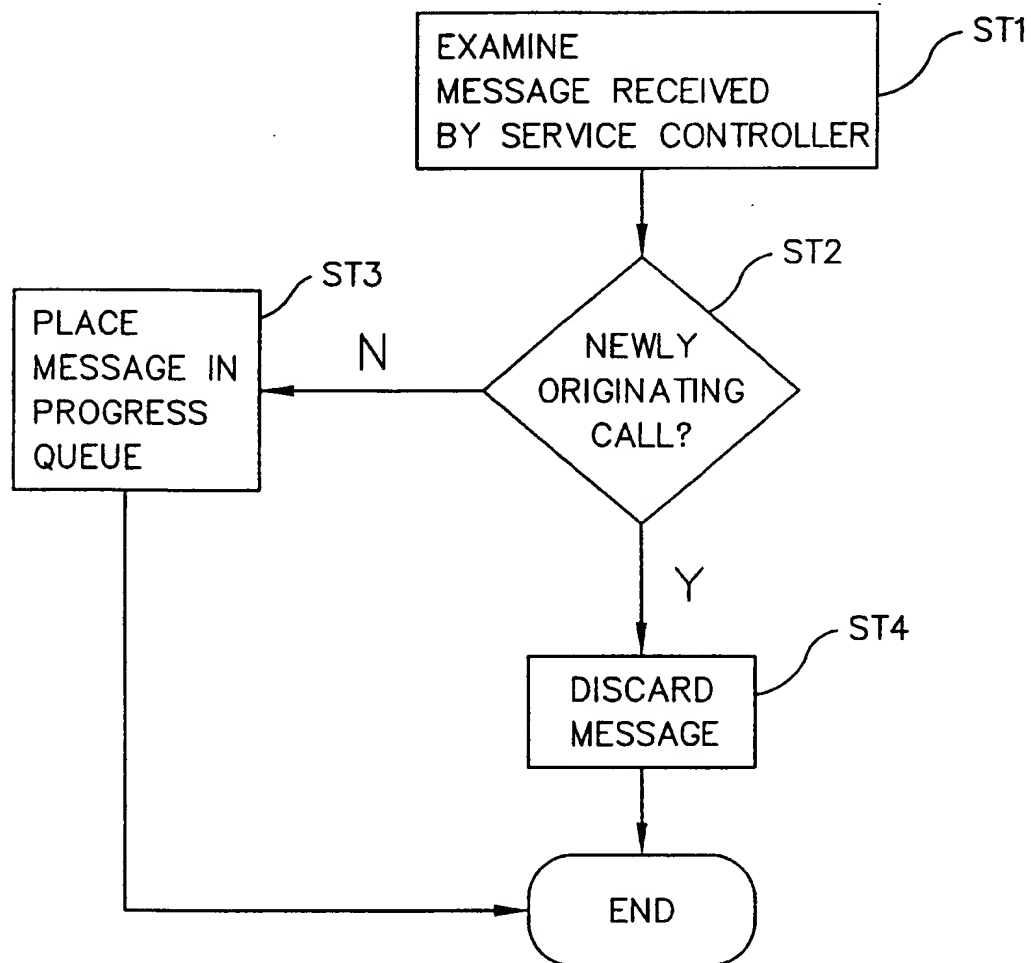 EXAMINE
MESSAGE RECEIVED
BY SERVICE CONTROLLER
ST1
ST2
NEWLY
ORIGINATING
CALL?
N
ST3
PLACE
MESSAGE IN
PROGRESS
QUEUE
Y
ST4
DISCARD
MESSAGE
END